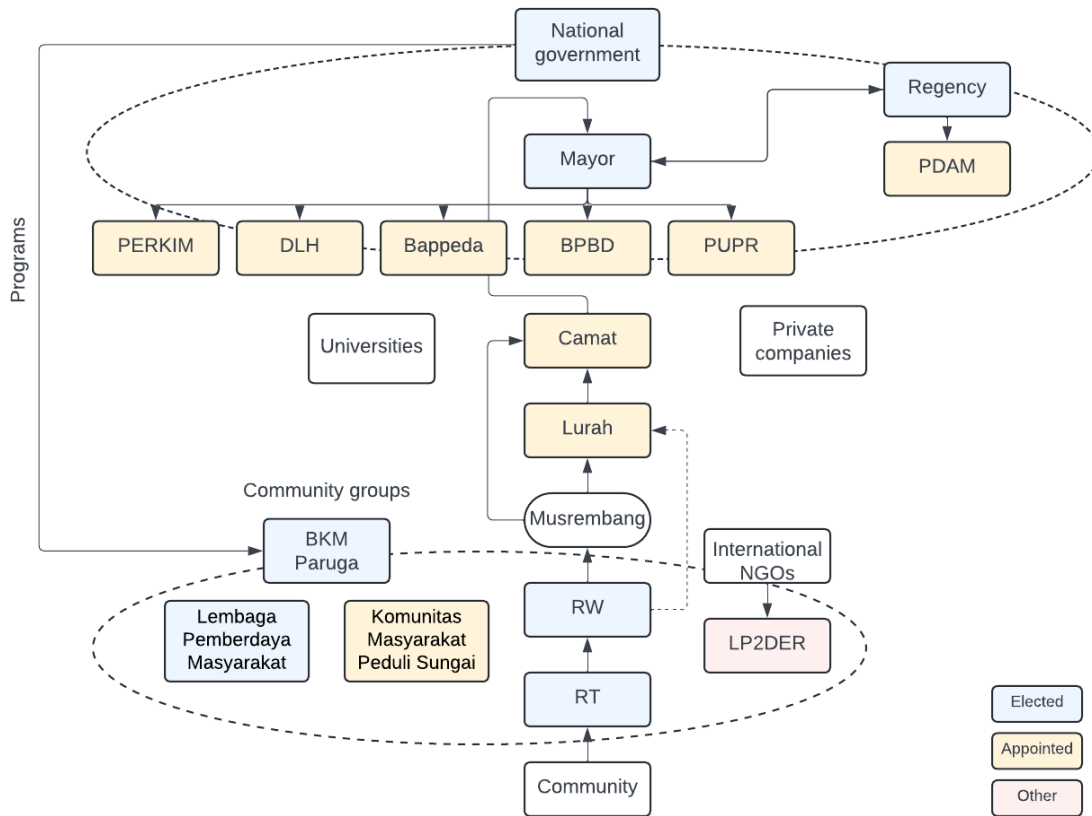 National
government
Regency
Mayor
PDAM
PERKIM
DLH
Bappeda
BPBD
PUPR
Programs
Universities
Camat
Private
companies
Lurah
Community groups
Musrembang
BKM
Paruga
International
NGOs
Lembaga
Pemberdaya
Masyarakat
Komunitas
Masyarakat
Peduli Sungai
RW
LP2DER
RT
Community
Elected
Appointed
Other